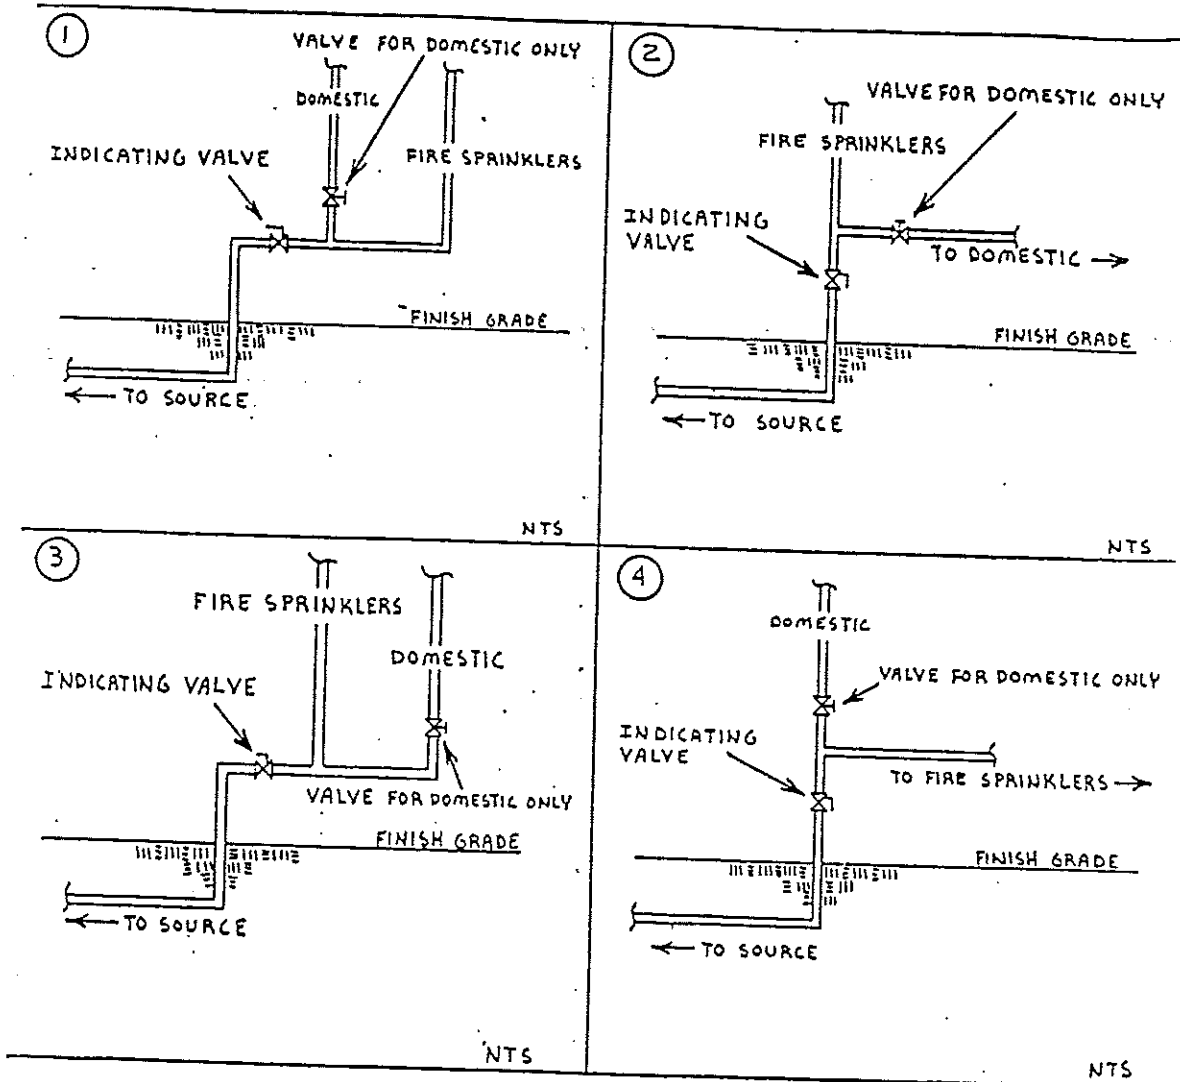 1
VALVE FOR DOMESTIC ONLY
DOMESTIC
INDICATING VALVE
FIRE SPRINKLERS
FINISH GRADE
← TO SOURCE
NTS
2
VALVE FOR DOMESTIC ONLY
FIRE SPRINKLERS
INDICATING
VALVE
TO DOMESTIC →
FINISH GRADE
← TO SOURCE
NTS
3
FIRE SPRINKLERS
DOMESTIC
INDICATING VALVE
VALVE FOR DOMESTIC ONLY
FINISH GRADE
← TO SOURCE
NTS
4
DOMESTIC
VALVE FOR DOMESTIC ONLY
INDICATING
VALVE
TO FIRE SPRINKLERS →
FINISH GRADE
← TO SOURCE
NTS